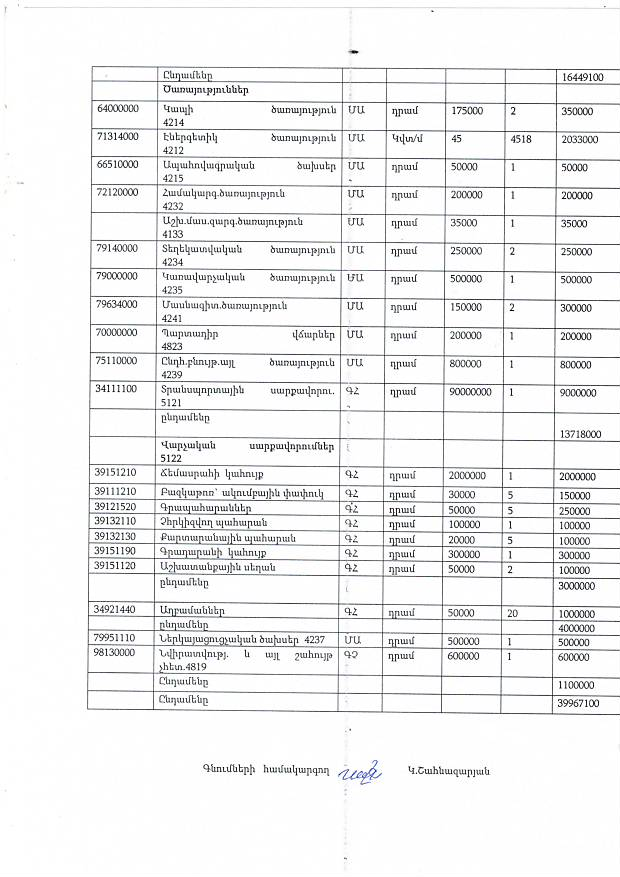 Ընդամենը 16449100
Ծառայություններ
64000000 Կապի ծառայություն ՄԱ դրամ 175000 2 350000
4214
71314000 Էներգետիկ ծառայություն ՄԱ Կվտ/մ 45 4518 2033000
4212
66510000 Ապահովագրական ծախսեր ՄԱ դրամ 50000 1 50000
4215
72120000 Համակարգ.ծառայություն ՄԱ դրամ 200000 1 200000
4232
Աշխ.մաս.զարգ.ծառայություն ՄԱ դրամ 35000 1 35000
4133
79140000 Տեղեկատվական ծառայություն ՄԱ դրամ 250000 2 250000
4234
79000000 Կառավարչական ծառայություն ՄԱ դրամ 500000 1 500000
4235
79634000 Մասնագիտ.ծառայություն ՄԱ դրամ 150000 2 300000
4241
70000000 Պարտադիր վճարներ ՄԱ դրամ 200000 1 200000
4823
75110000 Ընդհ.բնույթ.այլ ծառայություն ՄԱ դրամ 800000 1 800000
4239
34111100 Տրանսպորտային սարքավորու. ԳՀ դրամ 90000000 1 9000000
5121
ընդամենը
13718000
Վարչական սարքավորումներ
5122
39151210 Ճեմասրահի կահույք ԳՀ դրամ 2000000 1 2000000
39111210 Բազկաթոռ՝ ակումբային փափուկ ԳՀ դրամ 30000 5 150000
39121520 Գրապահարաններ ԳՀ դրամ 50000 5 250000
39132110 Չհրկիզվող պահարան ԳՀ դրամ 100000 1 100000
39132130 Քարտարանային պահարան ԳՀ դրամ 20000 5 100000
39151190 Գրադարանի կահույք ԳՀ դրամ 300000 1 300000
39151120 Աշխատանքային սեղան ԳՀ դրամ 50000 2 100000
ընդամենը 3000000
34921440 Աղբամաններ ԳՀ դրամ 50000 20 1000000
ընդամենը 4000000
79951110 Ներկայացուցչական ծախսեր 4237 ՄԱ դրամ 500000 1 500000
98130000 Նվիրատվությ. և այլ շահույթ ԳՉ դրամ 600000 1 600000
չհետ.4819
Ընդամենը 1100000
Ընդամենը 39967100
Գնումների համակարգող Կ.Շահնազարյան